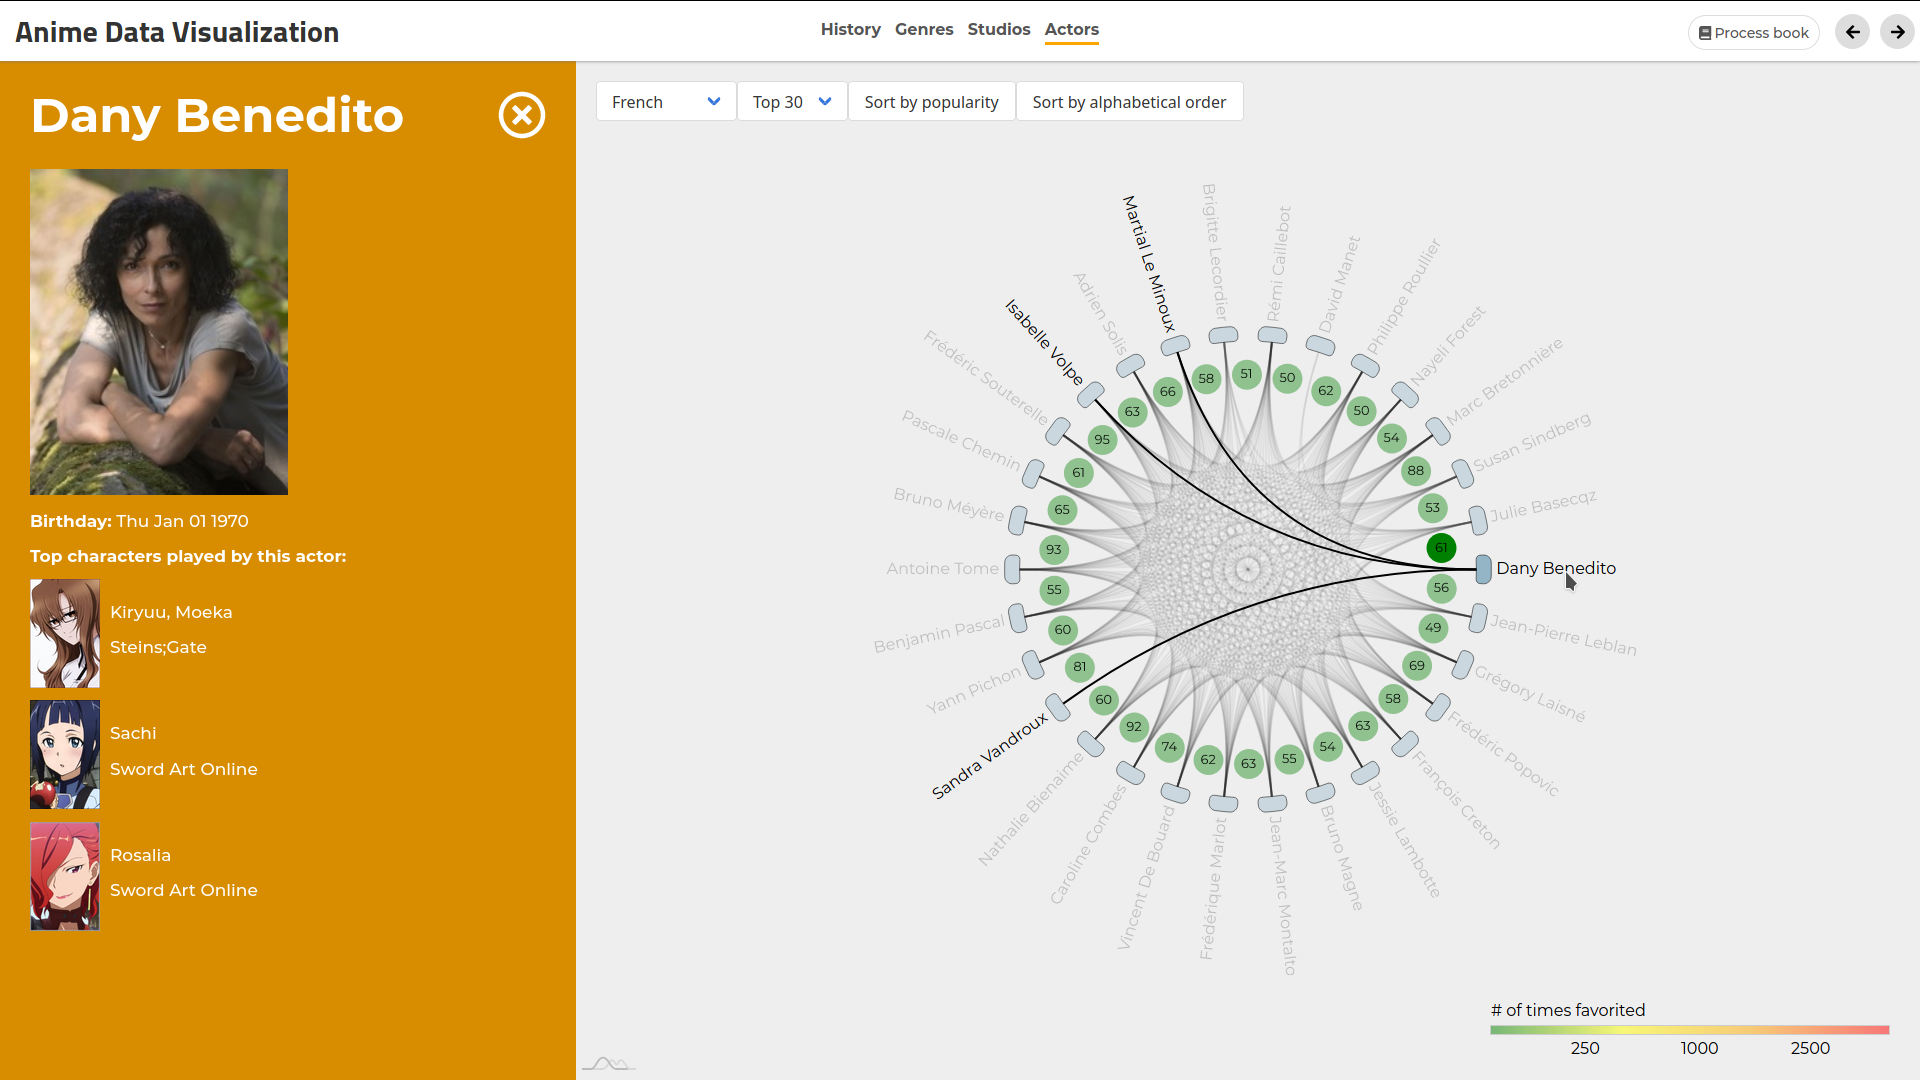 Anime Data Visualization
History Genres Studios Actors
Process book
Dany Benedito
Birthday: Thu Jan 01 1970
Top characters played by this actor:
Kiryuu, Moeka
Steins;Gate
Sachi
Sword Art Online
Rosalia
Sword Art Online
French
Top 30
Sort by popularity
Sort by alphabetical order
Dany Benedito
61
Julie Basecqz
53
Susan Sindberg
88
Marc Bretonnière
54
Nayeli Forest
50
Philippe Roullier
62
David Manet
50
Rémi Caillebot
51
Brigitte Lecordier
58
Martial Le Minoux
66
Adrien Solis
63
Isabelle Volpe
95
Frédéric Souterelle
61
Pascale Chemin
65
Bruno Méyère
93
Antoine Tome
55
Benjamin Pascal
60
Yann Pichon
81
Sandra Vandroux
60
Nathalie Bienaime
92
Caroline Combes
74
Vincent De Bouard
62
Frédérique Marlot
63
Jean-Marc Montalto
55
Bruno Magne
54
Jessie Lambotte
63
François Creton
58
Frédéric Popovic
69
Grégory Laisné
49
Jean-Pierre Leblan
56
# of times favorited
250 1000 2500